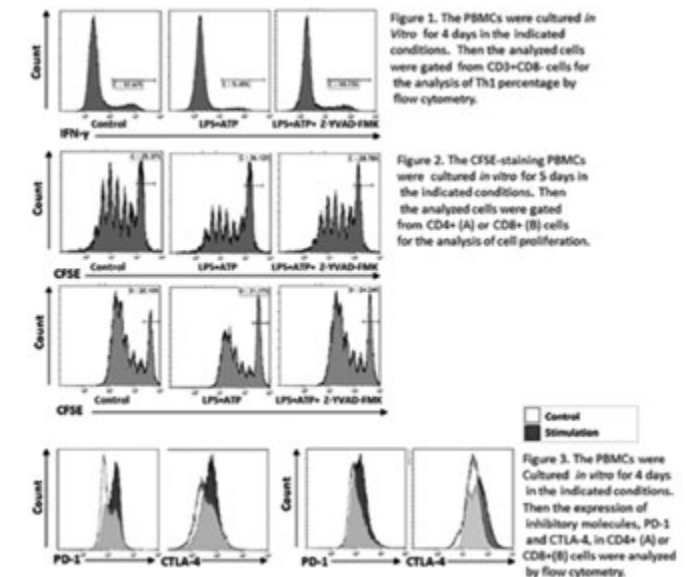 Figure 1. The PBMCs were cultured in
Vitro for 4 days in the indicated
conditions. Then the analyzed cells
were gated from CD3+CD8- cells for
the analysis of Th1 percentage by
flow cytometry.
Count
Control
LPS+ATP
LPS+ATP+ Z-YVAD-FMK
IFN-γ
Figure 2. The CFSE-staining PBMCs
were cultured in vitro for 5 days in
the indicated conditions. Then
the analyzed cells were gated
from CD4+ (A) or CD8+ (B) cells
for the analysis of cell proliferation.
Count
Control
LPS+ATP
LPS+ATP+ Z-YVAD-FMK
CFSE
Count
Control
LPS+ATP
LPS+ATP+ Z-YVAD-FMK
CFSE
Control
Stimulation
Figure 3. The PBMCs were
Cultured in vitro for 4 days
in the indicated conditions.
Then the expression of
inhibitory molecules, PD-1
and CTLA-4, in CD4+ (A) or
CD8+(B) cells were analyzed
by flow cytometry.
Count
PD-1
CTLA-4
Count
PD-1
CTLA-4